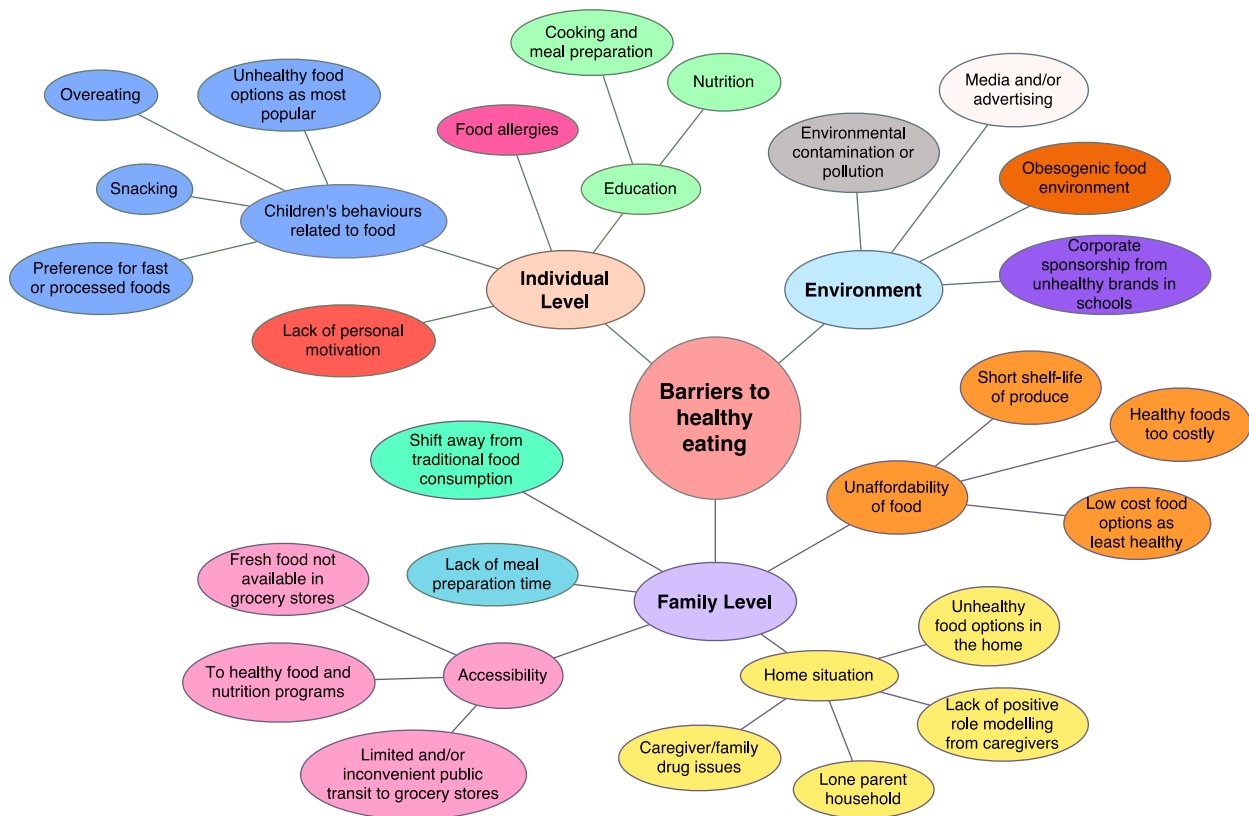 Cooking and
meal preparation
Nutrition
Food allergies
Education
Overeating
Unhealthy food
options as most
popular
Snacking
Children's behaviours
related to food
Preference for fast
or processed foods
Individual
Level
Lack of personal
motivation
Media and/or
advertising
Environmental
contamination or
pollution
Obesogenic food
environment
Environment
Corporate
sponsorship from
unhealthy brands in
schools
Barriers to
healthy
eating
Shift away from
traditional food
consumption
Lack of meal
preparation time
Family Level
Short shelf-life
of produce
Healthy foods
too costly
Unaffordability
of food
Low cost food
options as
least healthy
Fresh food not
available in
grocery stores
To healthy food and
nutrition programs
Accessibility
Limited and/or
inconvenient public
transit to grocery stores
Home situation
Unhealthy
food options in
the home
Lack of positive
role modelling
from caregivers
Caregiver/family
drug issues
Lone parent
household